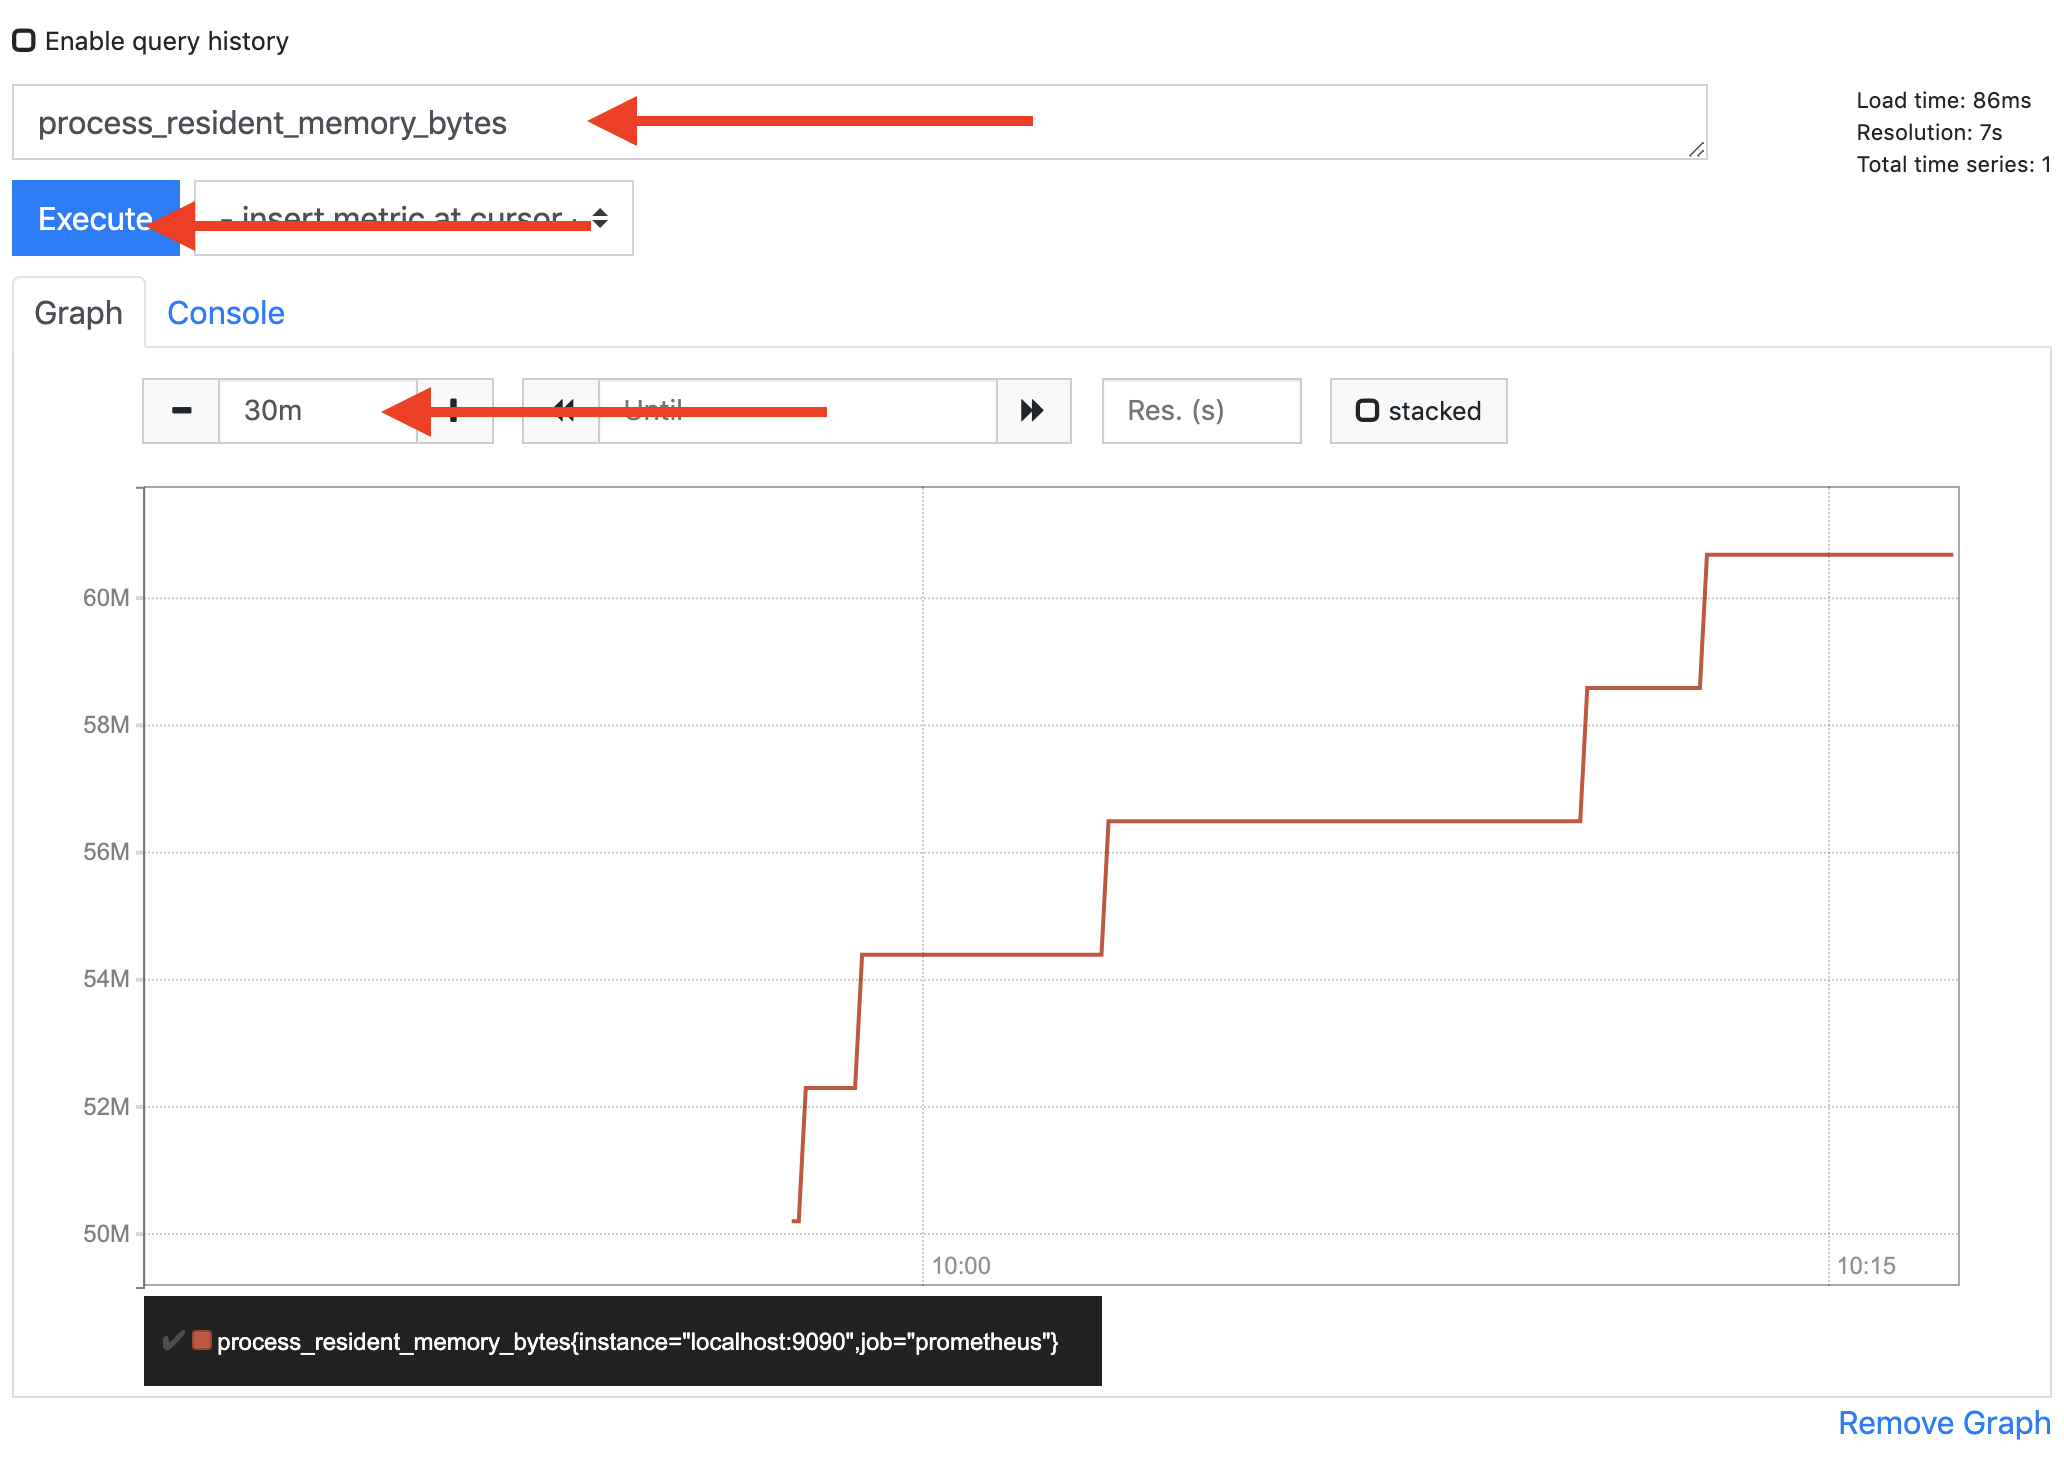 Enable query history
process_resident_memory_bytes
Load time: 86ms
Resolution: 7s
Total time series: 1
Execute
- insert metric at cursor -
Graph Console
30m Until Res. (s) stacked
60M
58M
56M
54M
52M
50M
10:00 10:15
process_resident_memory_bytes{instance="localhost:9090",job="prometheus"}
Remove Graph